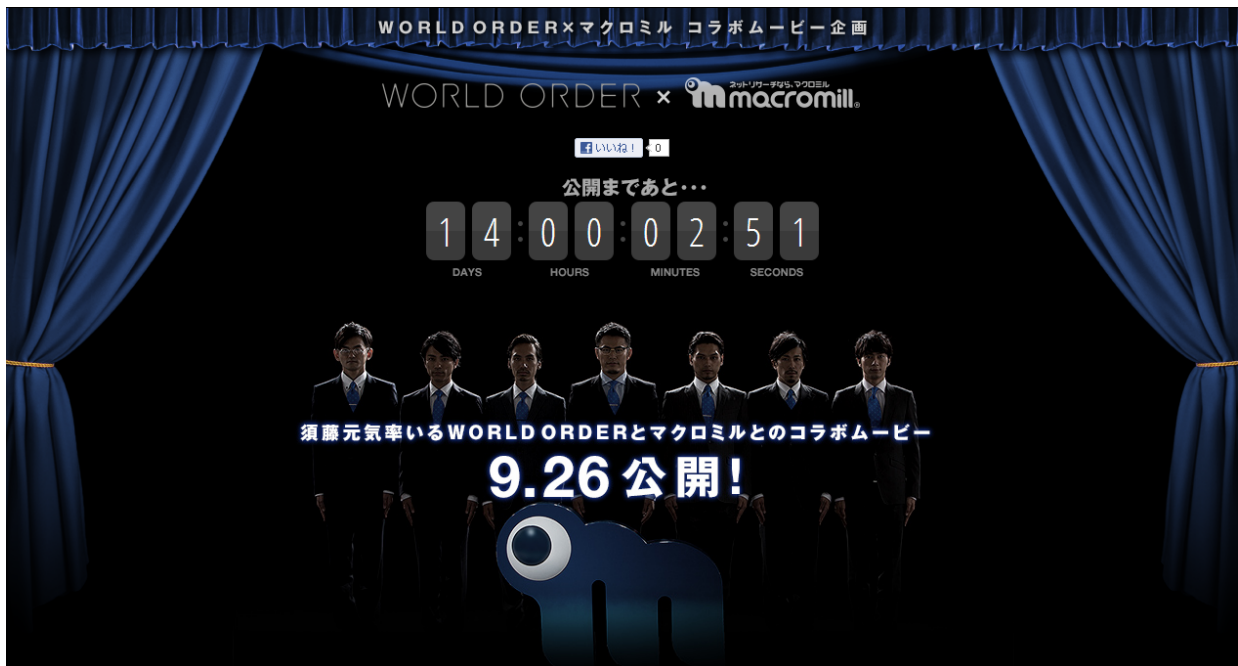 WORLD ORDER×マクロミル コラボムービー企画
WORLD ORDER × ネットリサーチなら、マクロミル macromill®
いいね! 0
公開まであと・・・
14:00:02:51
DAYS HOURS MINUTES SECONDS
須藤元気率いるWORLD ORDERとマクロミルとのコラボムービー
9.26 公開!